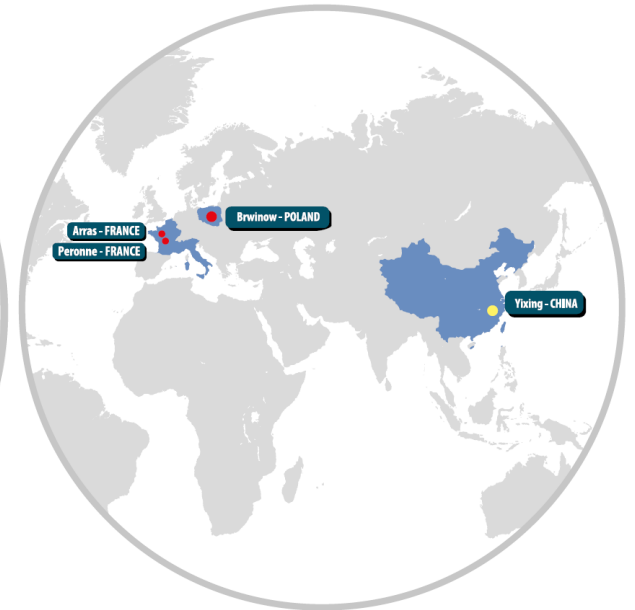 Brwinow - POLAND
Arras - FRANCE
Peronne - FRANCE
Yixing - CHINA